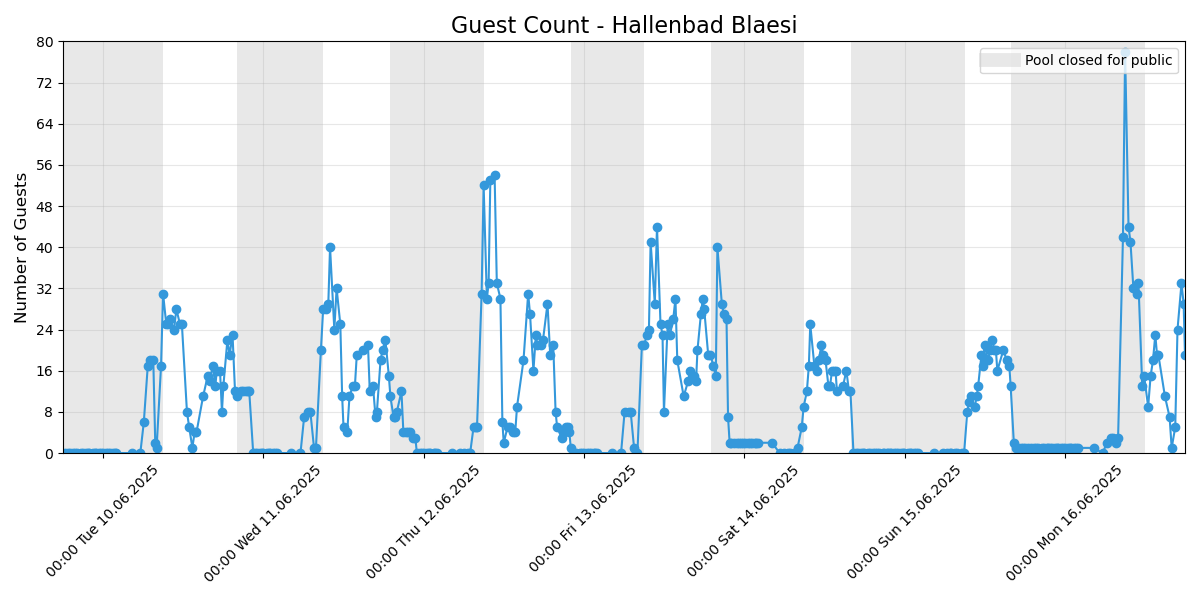 Guest Count - Hallenbad Blaesi
Pool closed for public
Number of Guests
80
72
64
56
48
40
32
24
16
8
0
00:00 Tue 10.06.2025
00:00 Wed 11.06.2025
00:00 Thu 12.06.2025
00:00 Fri 13.06.2025
00:00 Sat 14.06.2025
00:00 Sun 15.06.2025
00:00 Mon 16.06.2025